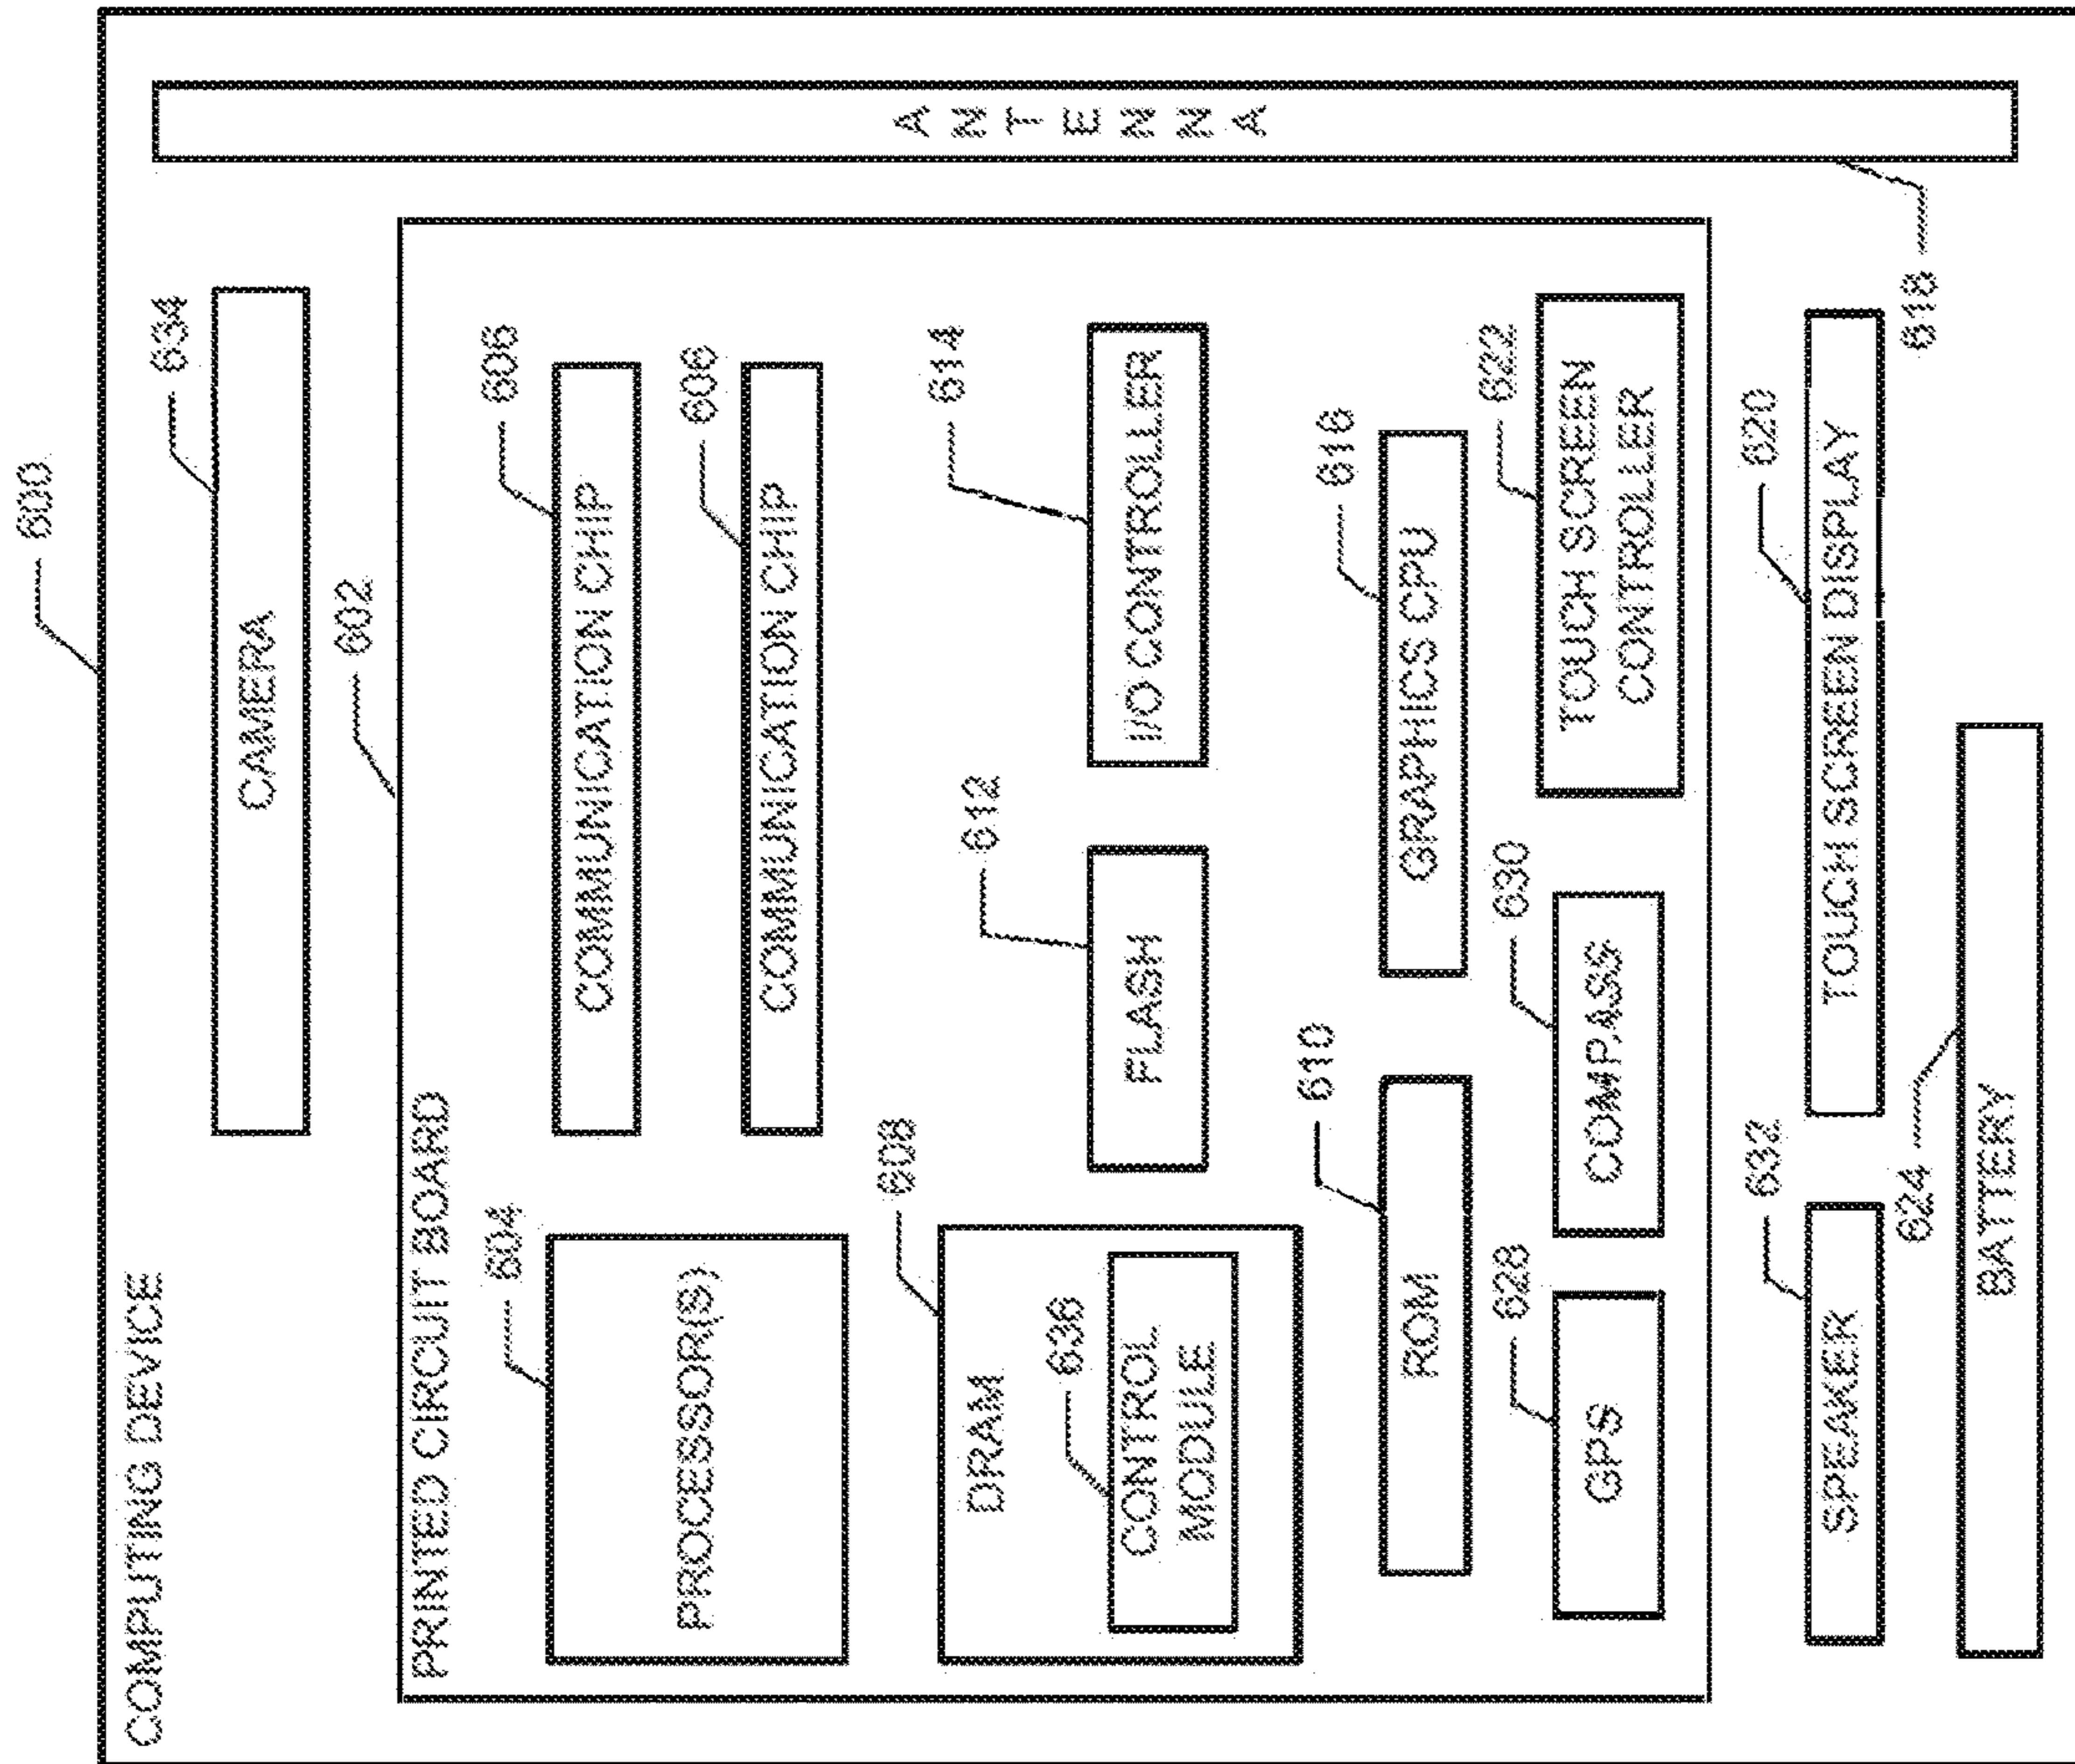 600
COMPUTING DEVICE
CAMERA
634
602
PRINTED CIRCUIT BOARD
604
PROCESSOR(S)
606
COMMUNICATION CHIP
606
COMMUNICATION CHIP
608
DRAM
636
CONTROL
MODULE
612
FLASH
614
I/O CONTROLLER
610
ROM
616
GRAPHICS CPU
628
GPS
630
COMPASS
622
TOUCH SCREEN
CONTROLLER
632
SPEAKER
620
TOUCH SCREEN DISPLAY
624
BATTERY
618
ANTENNA